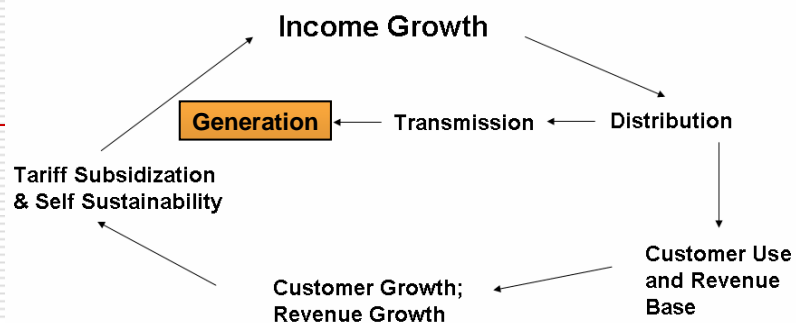 Income Growth
Generation
Transmission
Distribution
Tariff Subsidization
& Self Sustainability
Customer Use
and Revenue
Base
Customer Growth;
Revenue Growth